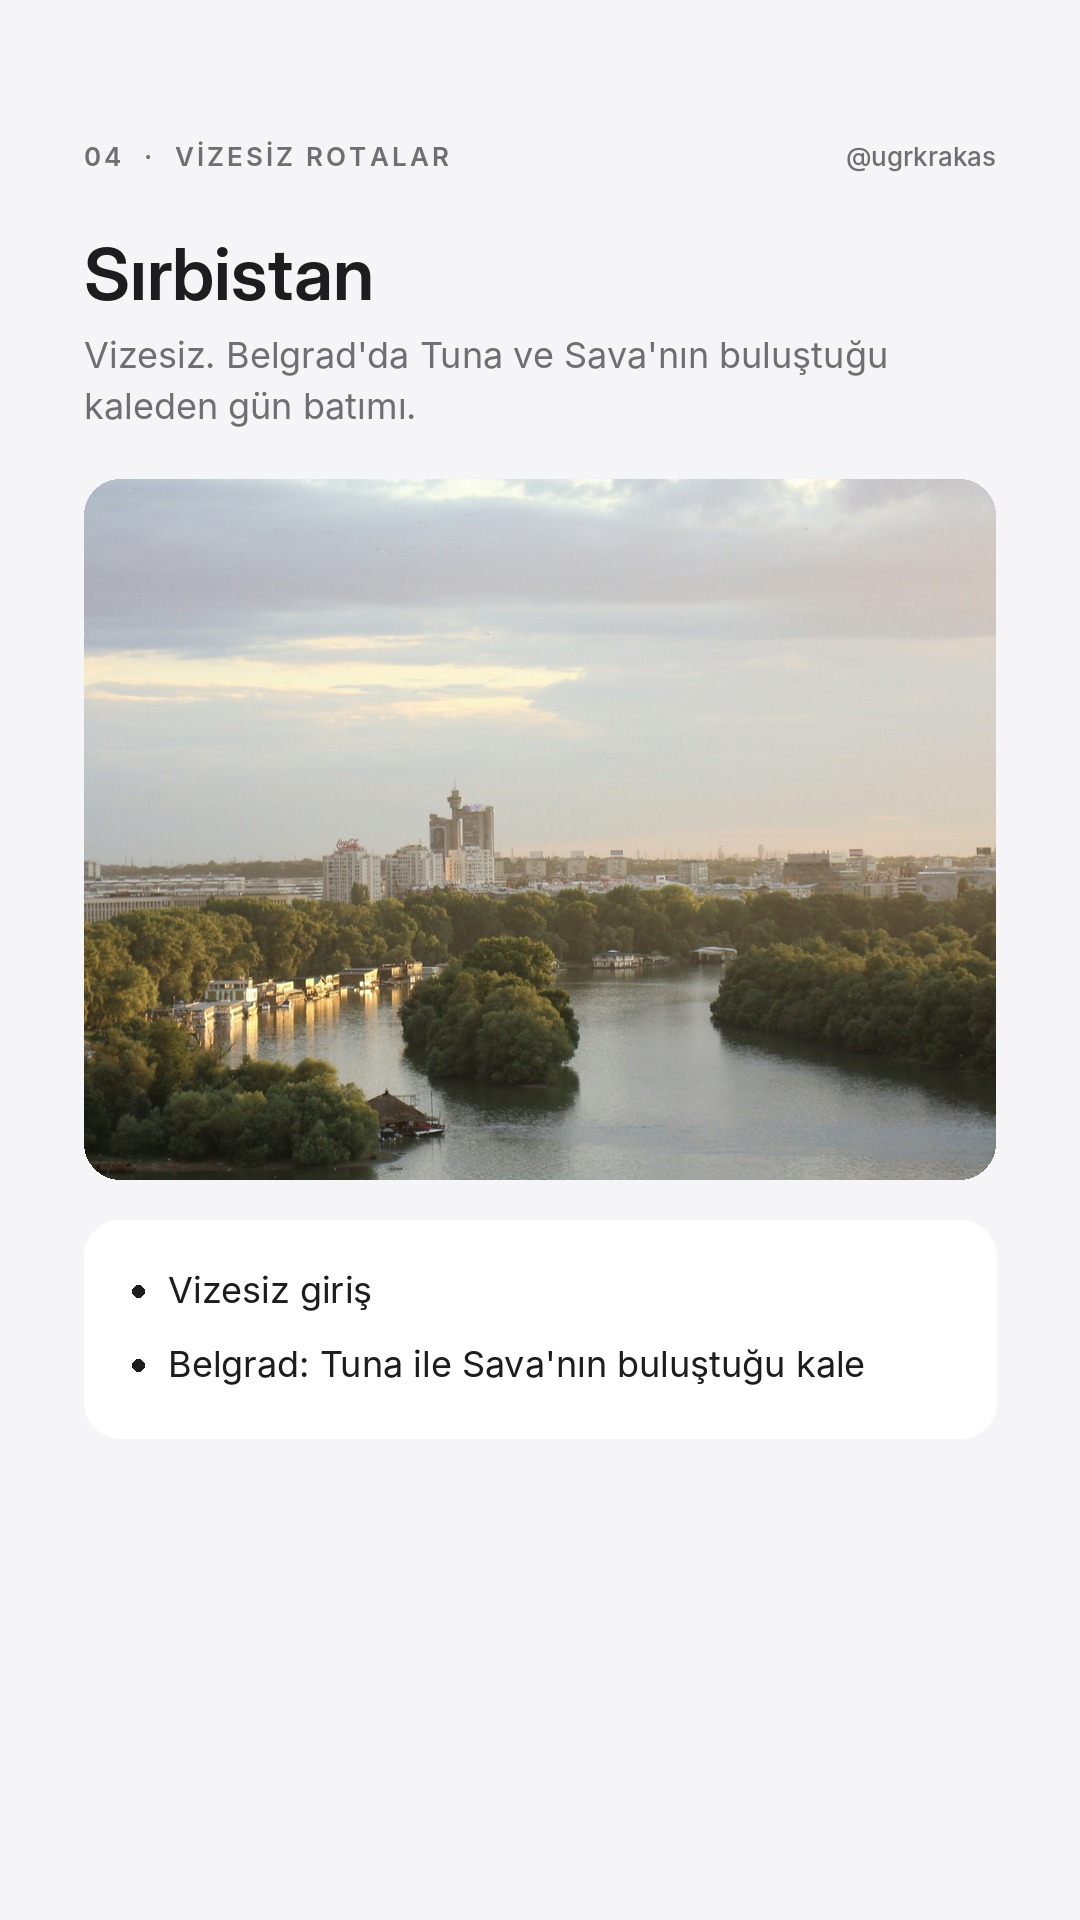 04 · VİZESİZ ROTALAR
@ugrkrakas
Sırbistan
Vizesiz. Belgrad'da Tuna ve Sava'nın buluştuğu
kaleden gün batımı.
• Vizesiz giriş
• Belgrad: Tuna ile Sava'nın buluştuğu kale